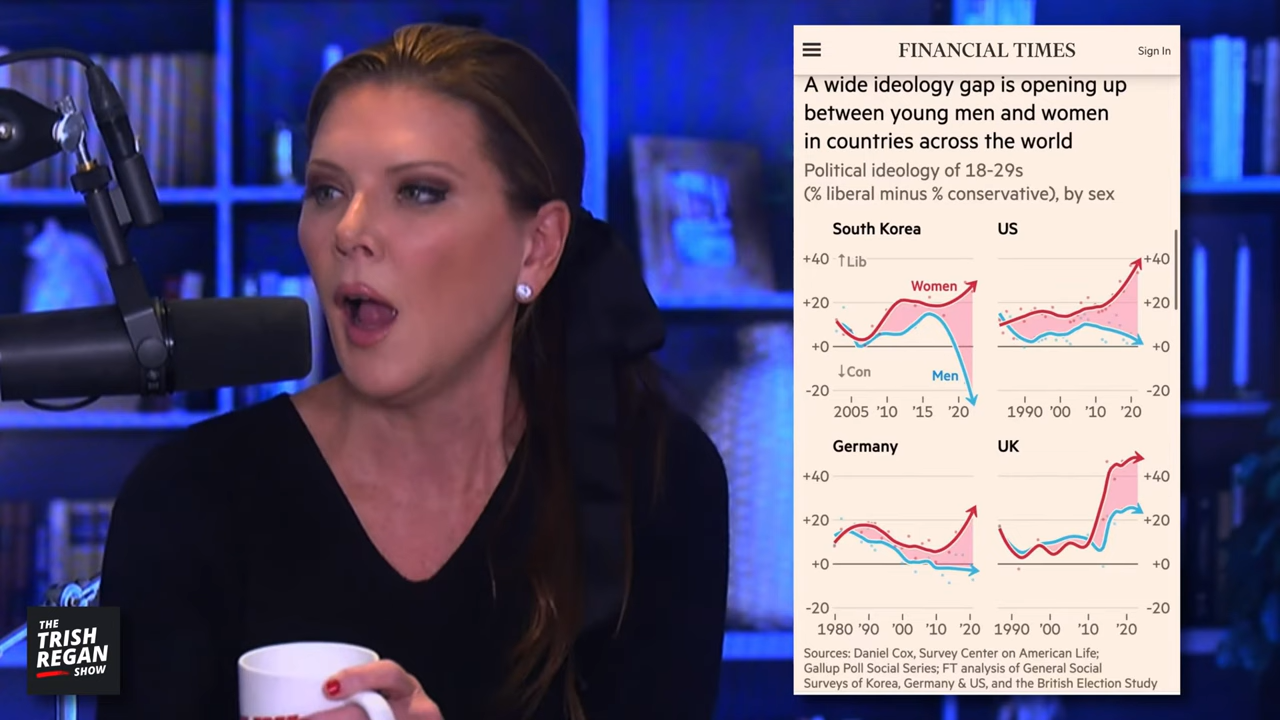 FINANCIAL TIMES
Sign In
A wide ideology gap is opening up
between young men and women
in countries across the world
Political ideology of 18-29s
(% liberal minus % conservative), by sex
South Korea
US
+40
↑Lib
+40
Women
+20
+20
+0
+0
↓Con
Men
-20
-20
2005 '10 '15 '20
1990 '00 '10 '20
Germany
UK
+40
+40
+20
+20
+0
+0
-20
-20
1980 '90 '00 '10 '20
1990 '00 '10 '20
Sources: Daniel Cox, Survey Center on American Life;
Gallup Poll Social Series; FT analysis of General Social
Surveys of Korea, Germany & US, and the British Election Study
THE
TRISH
REGAN
SHOW